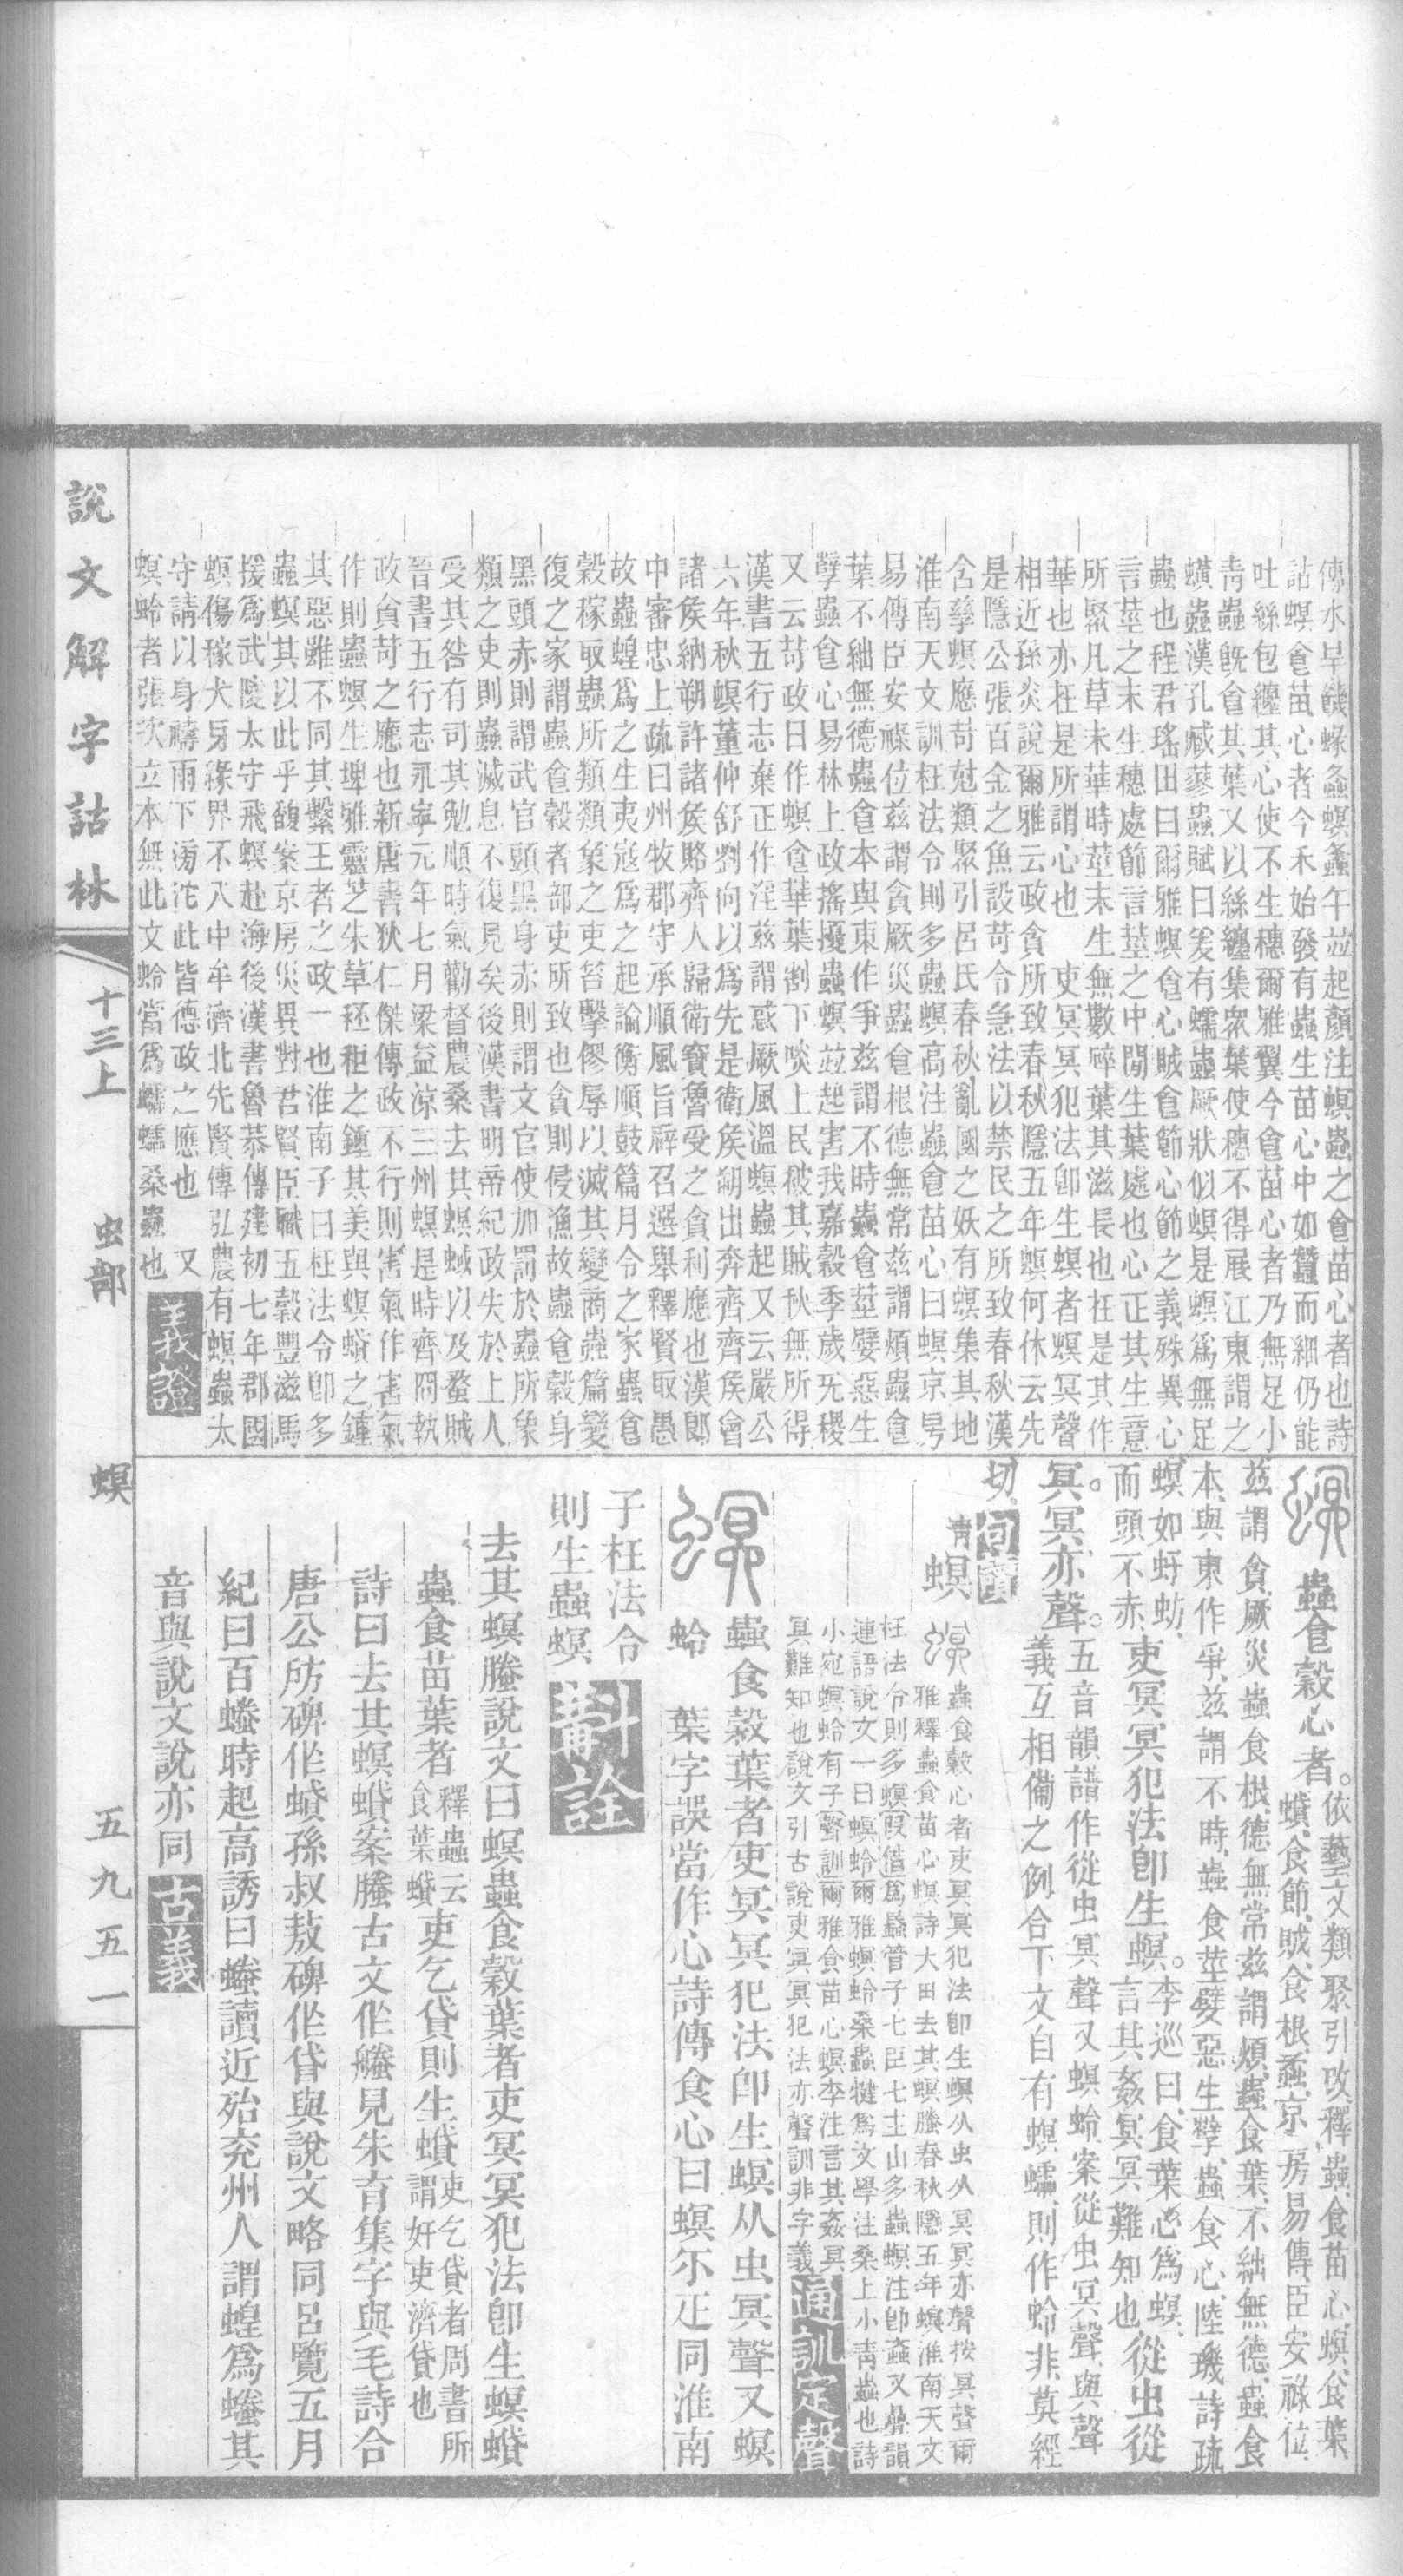 傳水旱饑蝝螽螟螽午並起顏注螟蟲之食苗心者也詩
詁螟食苗心者今禾始發有蟲生苗心中如蠶而細仍能
吐絲包纏其心使不生穗爾雅翼今食苗心者乃無足小
青蟲旣食其葉又以絲纏集衆葉使穗不得展江東謂之
蟥蟲漢孔臧蓼蟲賦曰爰有蠕蟲厥狀似螟是螟爲無足
蟲也程君瑤田曰爾雅螟食心賊食節心節之義殊異心
言莖之末生穗處節言莖之中閒生葉處也心正其生意
所聚凡草木華時莖末生無數碎葉其滋長也在是其作
華也亦在是所謂心也　吏冥冥犯法卽生螟者螟冥聲
相近孫炎說爾雅云政貪所致春秋隱五年螟何休云先
是隱公張百金之魚設苛令急法以禁民之所致春秋漢
含孳螟應苛尅類聚引呂氏春秋亂國之妖有螟集其地
淮南天文訓枉法令則多蟲螟高注蟲食苗心曰螟京房
易傳臣安祿位茲謂貪厥災蟲食根德無常茲謂煩蟲食
葉不絀無德蟲食本與東作爭茲謂不時蟲食莖蘖惡生
孽蟲食心易林上政搖擾蟲螟並起害我嘉穀季歲无稷
又云苛政日作螟食華葉割下啖上民被其賊秋無所得
漢書五行志棄正作淫茲謂惑厥風溫螟蟲起又云嚴公
六年秋螟董仲舒劉向以爲先是衛侯朔出奔齊齊侯會
諸侯納朔許諸侯賂齊人歸衛寶魯受之貪利應也漢郎
中審忠上疏曰州牧郡守承順風旨辟召選舉釋賢取愚
故蟲蝗爲之生夷寇爲之起論衡順鼓篇月令之家蟲食
穀稼取蟲所類類象之吏笞擊僇辱以滅其變商蟲篇變
復之家謂蟲食穀者部吏所致也貪則侵漁故蟲食穀身
黑頭赤則謂武官頭黑身赤則謂文官使加罰於蟲所象
類之吏則蟲滅息不復見矣後漢書明帝紀政失於上人
受其咎有司其勉順時氣勸督農桑去其螟蜮以及蝥賊
晉書五行志永寧元年七月梁益涼三州螟是時齊冏執
政貪苛之應也新唐書狄仁傑傳政不行則害氣作害氣
作則蟲螟生埤雅靈芝朱草秠秬之鍾其美與螟螣之鍾
其惡雖不同其繫王者之政一也淮南子曰枉法令卽多
蟲螟其以此乎馥案京房災異對君賢臣職五穀豐滋馬
援爲武陵太守飛螟赴海後漢書魯恭傳建初七年郡國
螟傷稼犬牙緣界不入中牟濟北先賢傳弘農有螟蟲太
守請以身禱雨下滂沱此皆德政之應也　又
螟蛉者張次立本無此文蛉當爲蠕蠕桑蟲也 義證
蟲食穀心者。依藝文類聚引改釋蟲食苗心螟食葉
蟘食節賊食根蟊京房易傳臣安祿位
茲謂貪厥災蟲食根德無常茲謂煩蟲食葉不絀無德蟲食
本與東作爭茲謂不時蟲食莖蘖惡生孽蟲食心陸璣詩疏
螟如虸蚄而頭不赤吏冥冥犯法卽生螟。李巡曰食葉心爲螟言其姦冥冥難知也從虫從
冥冥亦聲。五音韻譜作從虫冥聲又螟蛉案從虫冥聲與聲義互相備之例合下文自有螟蠕則作蛉非莫經
切 句讀
青 螟 蟲食穀心者吏冥冥犯法卽生螟从虫从冥冥亦聲按冥聲爾
雅釋蟲食苗心螟詩大田去其螟螣春秋隱五年螟淮南天文
枉法令則多螟(假借)爲蟁管子七臣七主山多蟲螟注卽蟁又疊韻
連語說文一曰螟蛉爾雅螟蛉桑蟲犍爲文學注桑上小青蟲也詩
小宛螟蛉有子(聲訓)爾雅食苗心螟李注言其姦冥
冥難知也說文引古說吏冥冥犯法亦聲訓非字義 通訓定聲
蟲食穀葉者吏冥冥犯法卽生螟从虫冥聲又螟
蛉　葉字誤當作心詩傳食心曰螟亦疋同淮南
子枉法令
則生蟲螟 斠詮
去其螟螣說文曰螟蟲食穀葉者吏冥冥犯法卽生螟蟘
蟲食苗葉者釋蟲云食葉蟘吏乞貸則生蟘吏乞貸者周書所謂奸吏濟貸也
詩曰去其螟蟘案螣古文作𧎢見朱育集字與毛詩合
唐公房碑作蟘孫叔敖碑作貸與說文略同呂覽五月
紀曰百螣時起高誘曰螣讀近殆兗州人謂蝗爲螣其
音與說文說亦同 古義
說文解字詁林
十三上
虫部
螟
五九五一